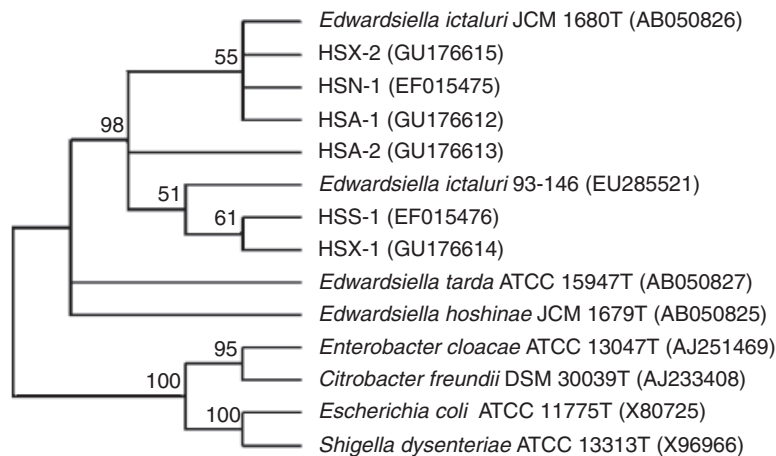 Edwardsiella ictaluri JCM 1680T (AB050826)
55
HSX-2 (GU176615)
HSN-1 (EF015475)
HSA-1 (GU176612)
98
HSA-2 (GU176613)
Edwardsiella ictaluri 93-146 (EU285521)
51
HSS-1 (EF015476)
61
HSX-1 (GU176614)
Edwardsiella tarda ATCC 15947T (AB050827)
Edwardsiella hoshinae JCM 1679T (AB050825)
Enterobacter cloacae ATCC 13047T (AJ251469)
95
Citrobacter freundii DSM 30039T (AJ233408)
100
Escherichia coli ATCC 11775T (X80725)
100
Shigella dysenteriae ATCC 13313T (X96966)